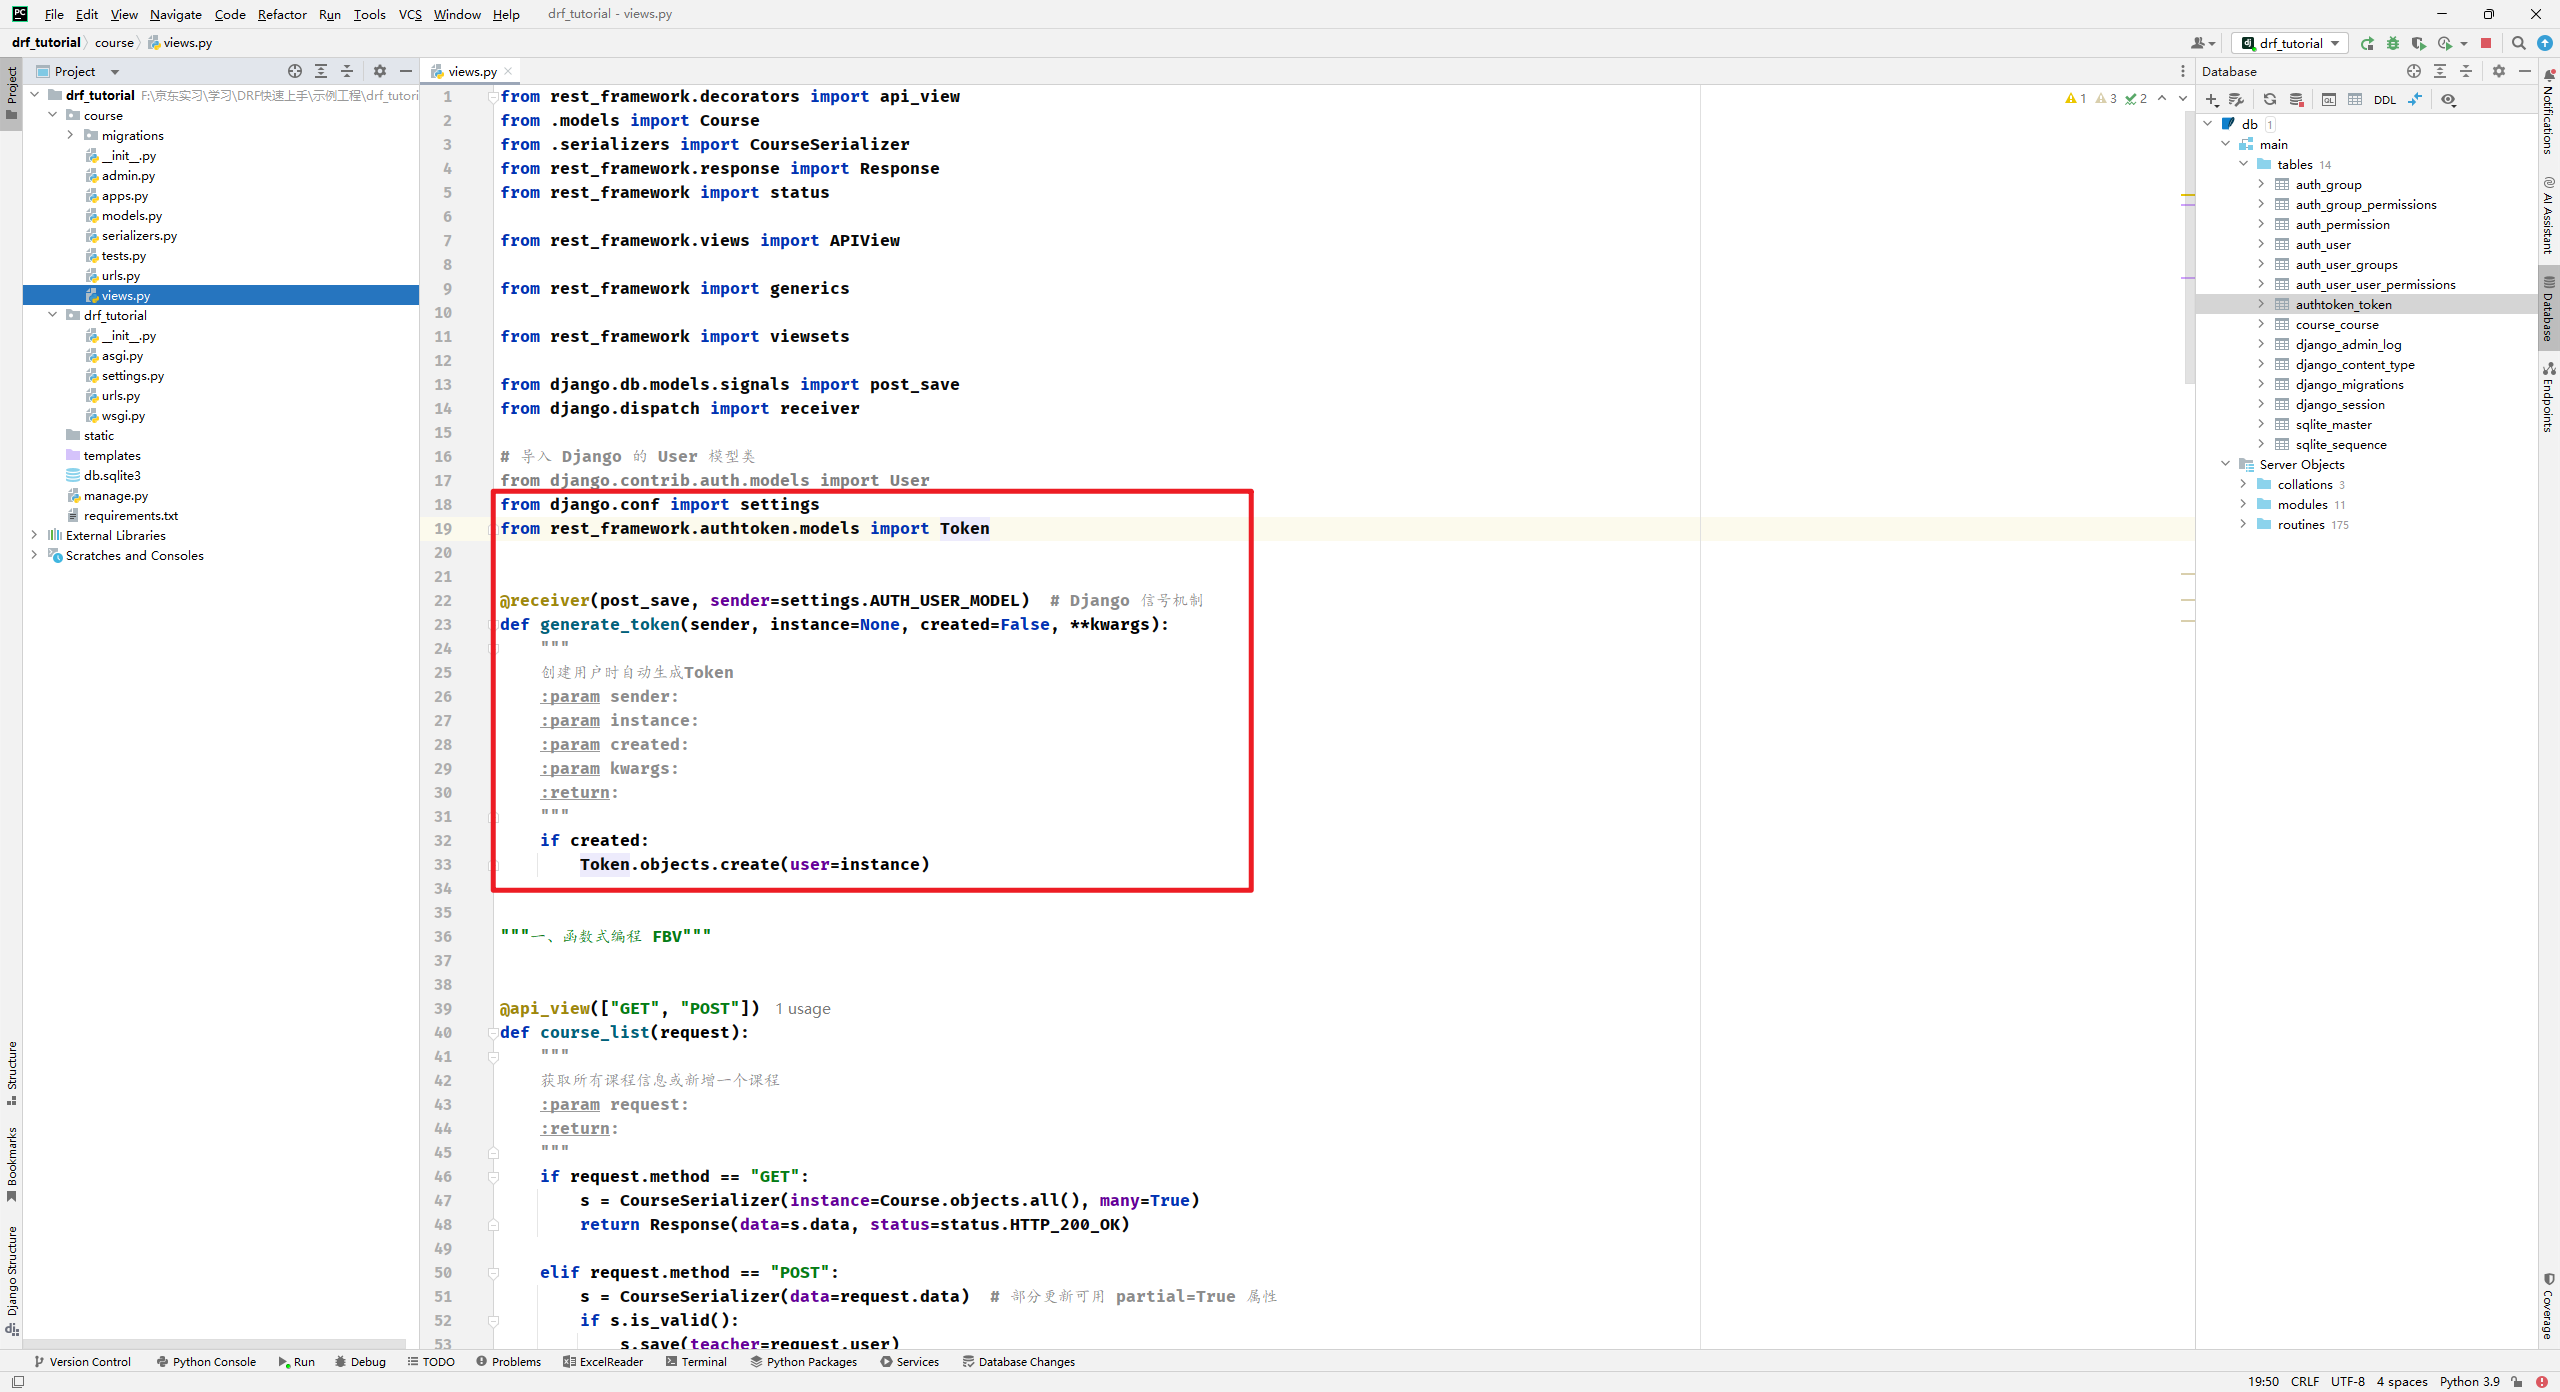 File Edit View Navigate Code Refactor Run Tools VCS Window Help drf_tutorial - views.py
drf_tutorial course views.py
drf_tutorial
Project
drf_tutorial F:\京东实习\学习\DRF快速上手\示例工程\drf_tutori
course
migrations
__init__.py
admin.py
apps.py
models.py
serializers.py
tests.py
urls.py
views.py
drf_tutorial
__init__.py
asgi.py
settings.py
urls.py
wsgi.py
static
templates
db.sqlite3
manage.py
requirements.txt
External Libraries
Scratches and Consoles
Project
Structure
Bookmarks
Django Structure
views.py
1 from rest_framework.decorators import api_view
2 from .models import Course
3 from .serializers import CourseSerializer
4 from rest_framework.response import Response
5 from rest_framework import status
6
7 from rest_framework.views import APIView
8
9 from rest_framework import generics
10
11 from rest_framework import viewsets
12
13 from django.db.models.signals import post_save
14 from django.dispatch import receiver
15
16 # 导入 Django 的 User 模型类
17 from django.contrib.auth.models import User
18 from django.conf import settings
19 from rest_framework.authtoken.models import Token
20
21
22 @receiver(post_save, sender=settings.AUTH_USER_MODEL)  # Django 信号机制
23 def generate_token(sender, instance=None, created=False, **kwargs):
24     """
25     创建用户时自动生成Token
26     :param sender:
27     :param instance:
28     :param created:
29     :param kwargs:
30     :return:
31     """
32     if created:
33         Token.objects.create(user=instance)
34
35
36 """一、函数式编程 FBV"""
37
38
39 @api_view(["GET", "POST"]) 1 usage
40 def course_list(request):
41     """
42     获取所有课程信息或新增一个课程
43     :param request:
44     :return:
45     """
46     if request.method == "GET":
47         s = CourseSerializer(instance=Course.objects.all(), many=True)
48         return Response(data=s.data, status=status.HTTP_200_OK)
49
50     elif request.method == "POST":
51         s = CourseSerializer(data=request.data)  # 部分更新可用 partial=True 属性
52         if s.is_valid():
53             s.save(teacher=request.user)
1 3 2
Database
DDL
db 1
main
tables 14
auth_group
auth_group_permissions
auth_permission
auth_user
auth_user_groups
auth_user_user_permissions
authtoken_token
course_course
django_admin_log
django_content_type
django_migrations
django_session
sqlite_master
sqlite_sequence
Server Objects
collations 3
modules 11
routines 175
Notifications
AI Assistant
Database
Endpoints
Coverage
Version Control Python Console Run Debug TODO Problems ExcelReader Terminal Python Packages Services Database Changes
19:50 CRLF UTF-8 4 spaces Python 3.9